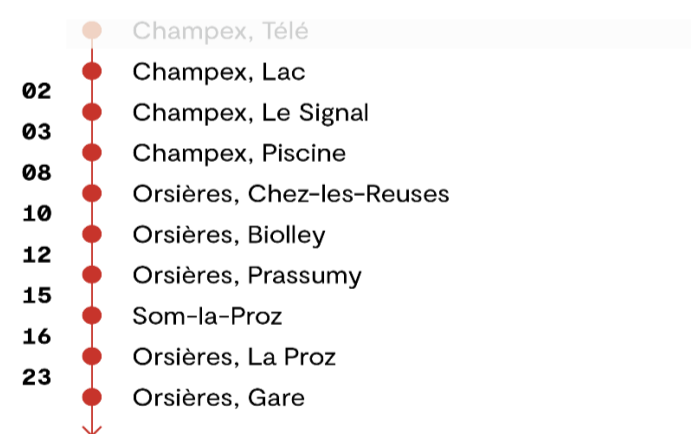 Champex, Télé
Champex, Lac
02
Champex, Le Signal
03
Champex, Piscine
08
Orsières, Chez-les-Reuses
10
Orsières, Biolley
12
Orsières, Prassumy
15
Som-la-Proz
16
Orsières, La Proz
23
Orsières, Gare